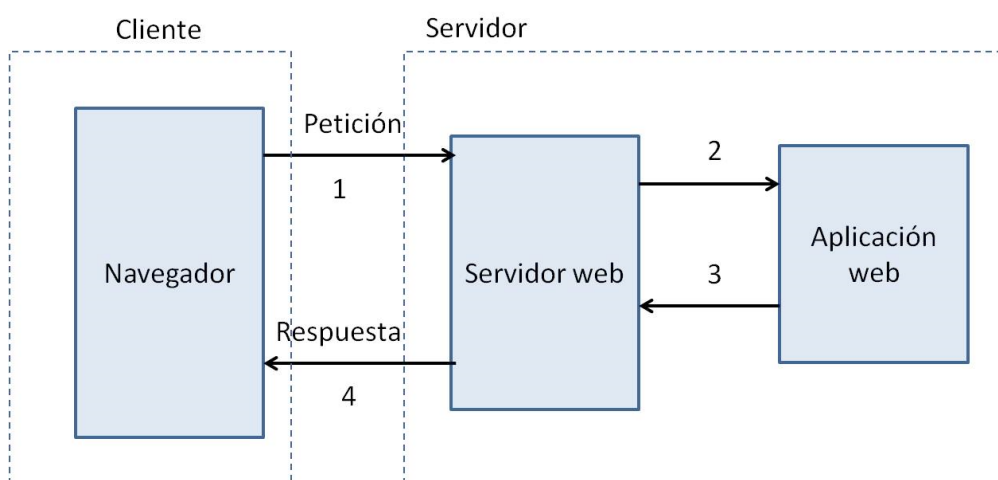 Cliente
Servidor
Petición
1
2
Navegador
Servidor web
Aplicación
web
3
Respuesta
4